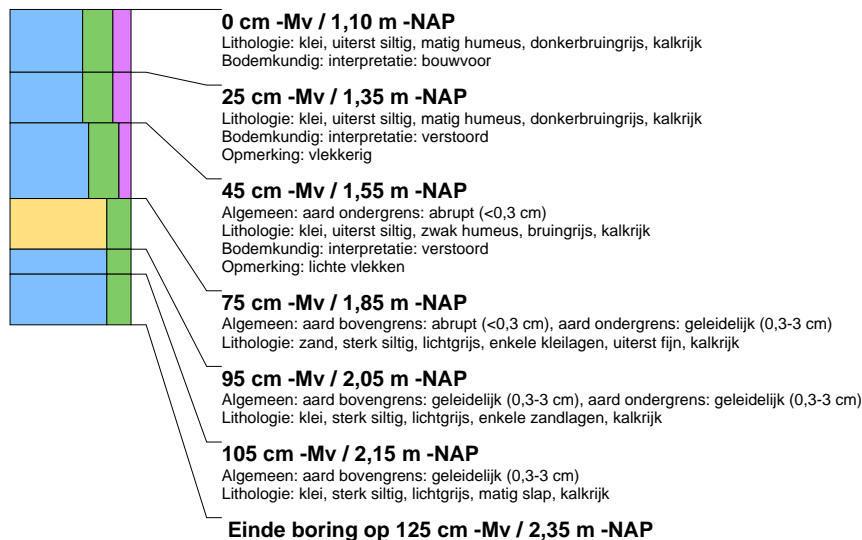 0 cm -Mv / 1,10 m -NAP
Lithologie: klei, uiterst siltig, matig humeus, donkerbruingrijs, kalkrijk
Bodemkundig: interpretatie: bouwvoor
25 cm -Mv / 1,35 m -NAP
Lithologie: klei, uiterst siltig, matig humeus, donkerbruingrijs, kalkrijk
Bodemkundig: interpretatie: verstoord
Opmerking: vlekkerig
45 cm -Mv / 1,55 m -NAP
Algemeen: aard ondergrens: abrupt (<0,3 cm)
Lithologie: klei, uiterst siltig, zwak humeus, bruingrijs, kalkrijk
Bodemkundig: interpretatie: verstoord
Opmerking: lichte vlekken
75 cm -Mv / 1,85 m -NAP
Algemeen: aard bovengrens: abrupt (<0,3 cm), aard ondergrens: geleidelijk (0,3-3 cm)
Lithologie: zand, sterk siltig, lichtgrijs, enkele kleilagen, uiterst fijn, kalkrijk
95 cm -Mv / 2,05 m -NAP
Algemeen: aard bovengrens: geleidelijk (0,3-3 cm), aard ondergrens: geleidelijk (0,3-3 cm)
Lithologie: klei, sterk siltig, lichtgrijs, enkele zandlagen, kalkrijk
105 cm -Mv / 2,15 m -NAP
Algemeen: aard bovengrens: geleidelijk (0,3-3 cm)
Lithologie: klei, sterk siltig, lichtgrijs, matig slap, kalkrijk
Einde boring op 125 cm -Mv / 2,35 m -NAP